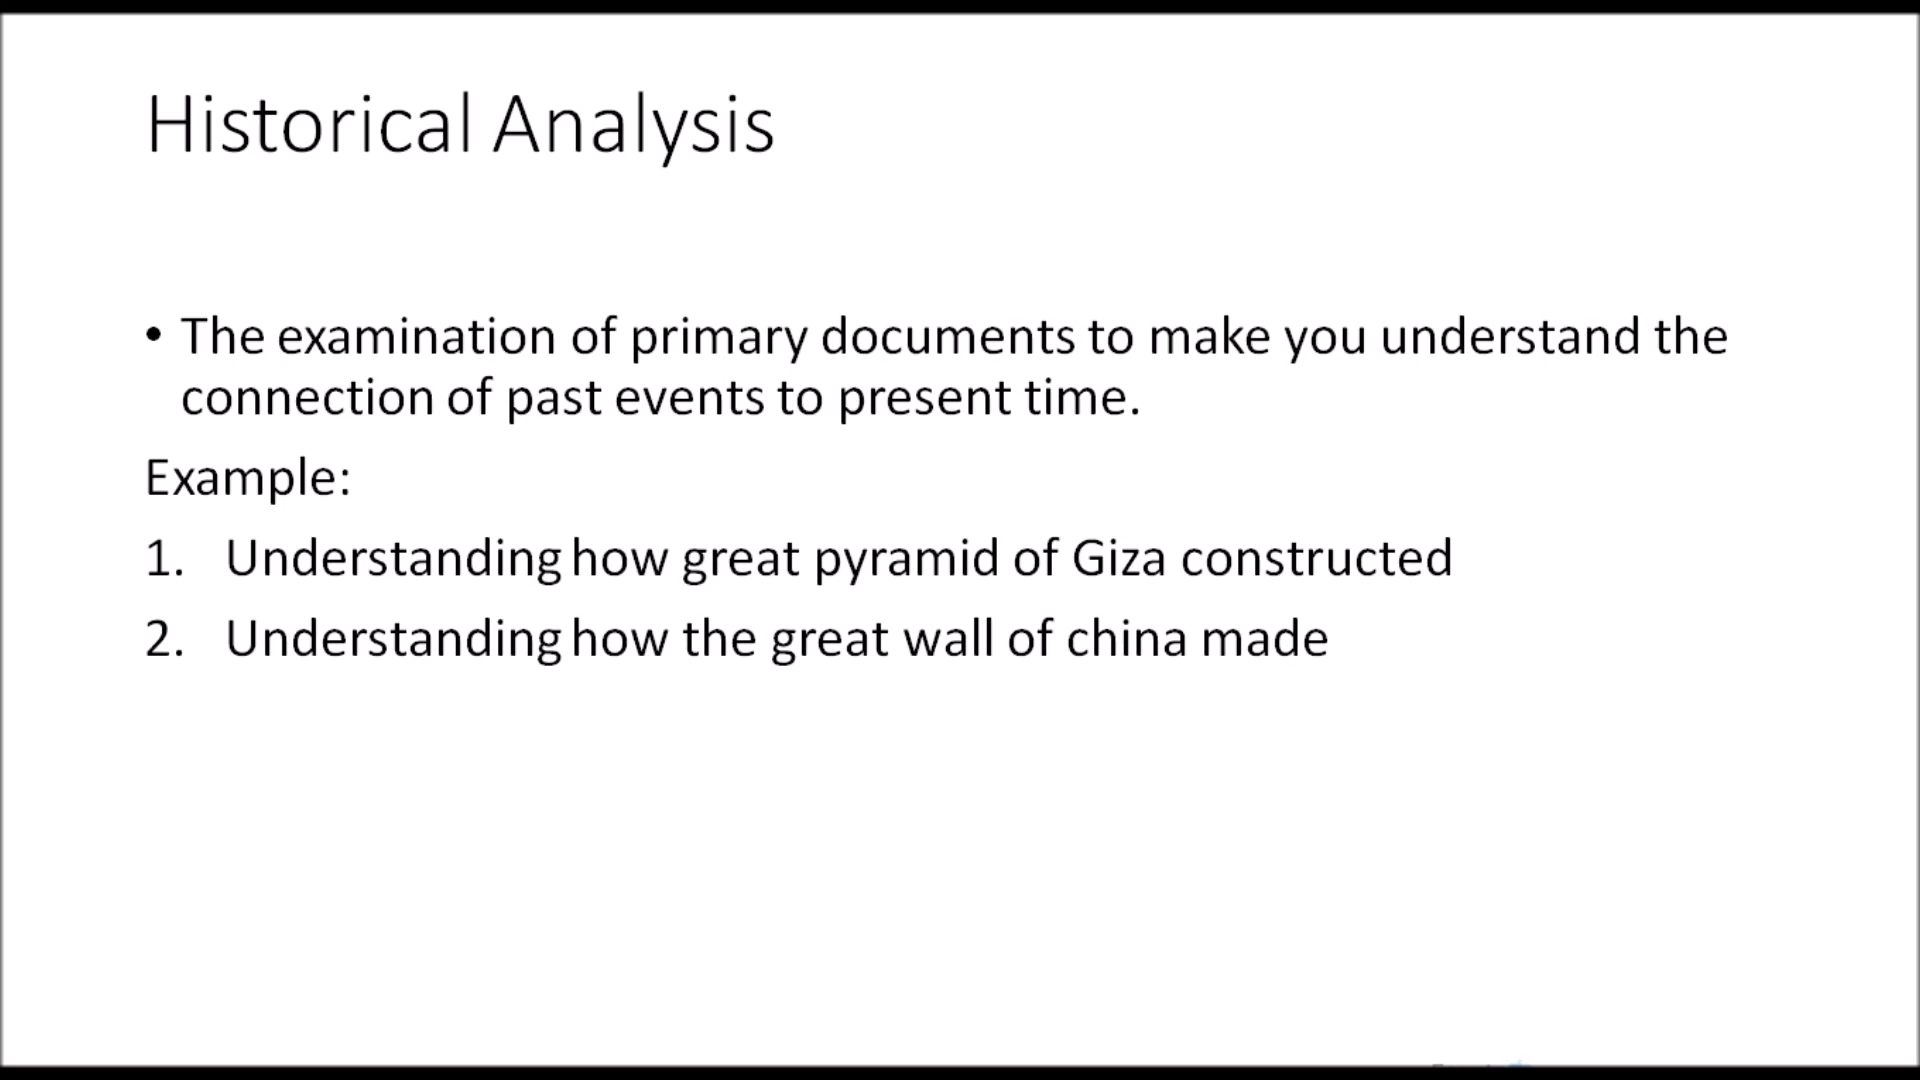 Historical Analysis
• The examination of primary documents to make you understand the
connection of past events to present time.
Example:
1. Understanding how great pyramid of Giza constructed
2. Understanding how the great wall of china made